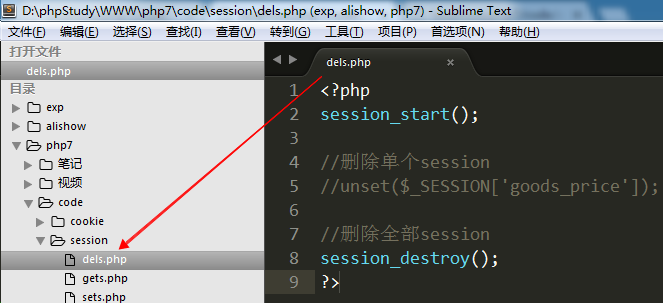 D:\phpStudy\WWW\php7\code\session\dels.php (exp, alishow, php7) - Sublime Text
文件(F) 编辑(E) 选择(S) 查找(I) 查看(V) 转到(G) 工具(T) 项目(P) 首选项(N) 帮助(H)
打开文件
dels.php
目录
exp
alishow
php7
笔记
视频
code
cookie
session
dels.php
gets.php
sets.php
dels.php ×
1 <?php
2 session_start();
3
4 //删除单个session
5 //unset($_SESSION['goods_price']);
6
7 //删除全部session
8 session_destroy();
9 ?>